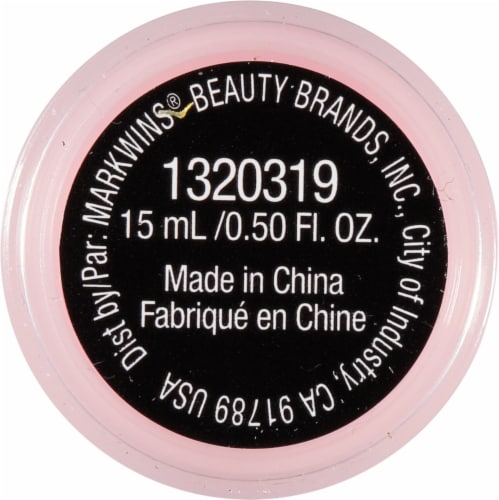 Dist by/Par: MARKWINS® BEAUTY BRANDS, INC., City of Industry, CA 91789 USA
1320319
15 mL /0.50 Fl. OZ.
Made in China
Fabriqué en Chine